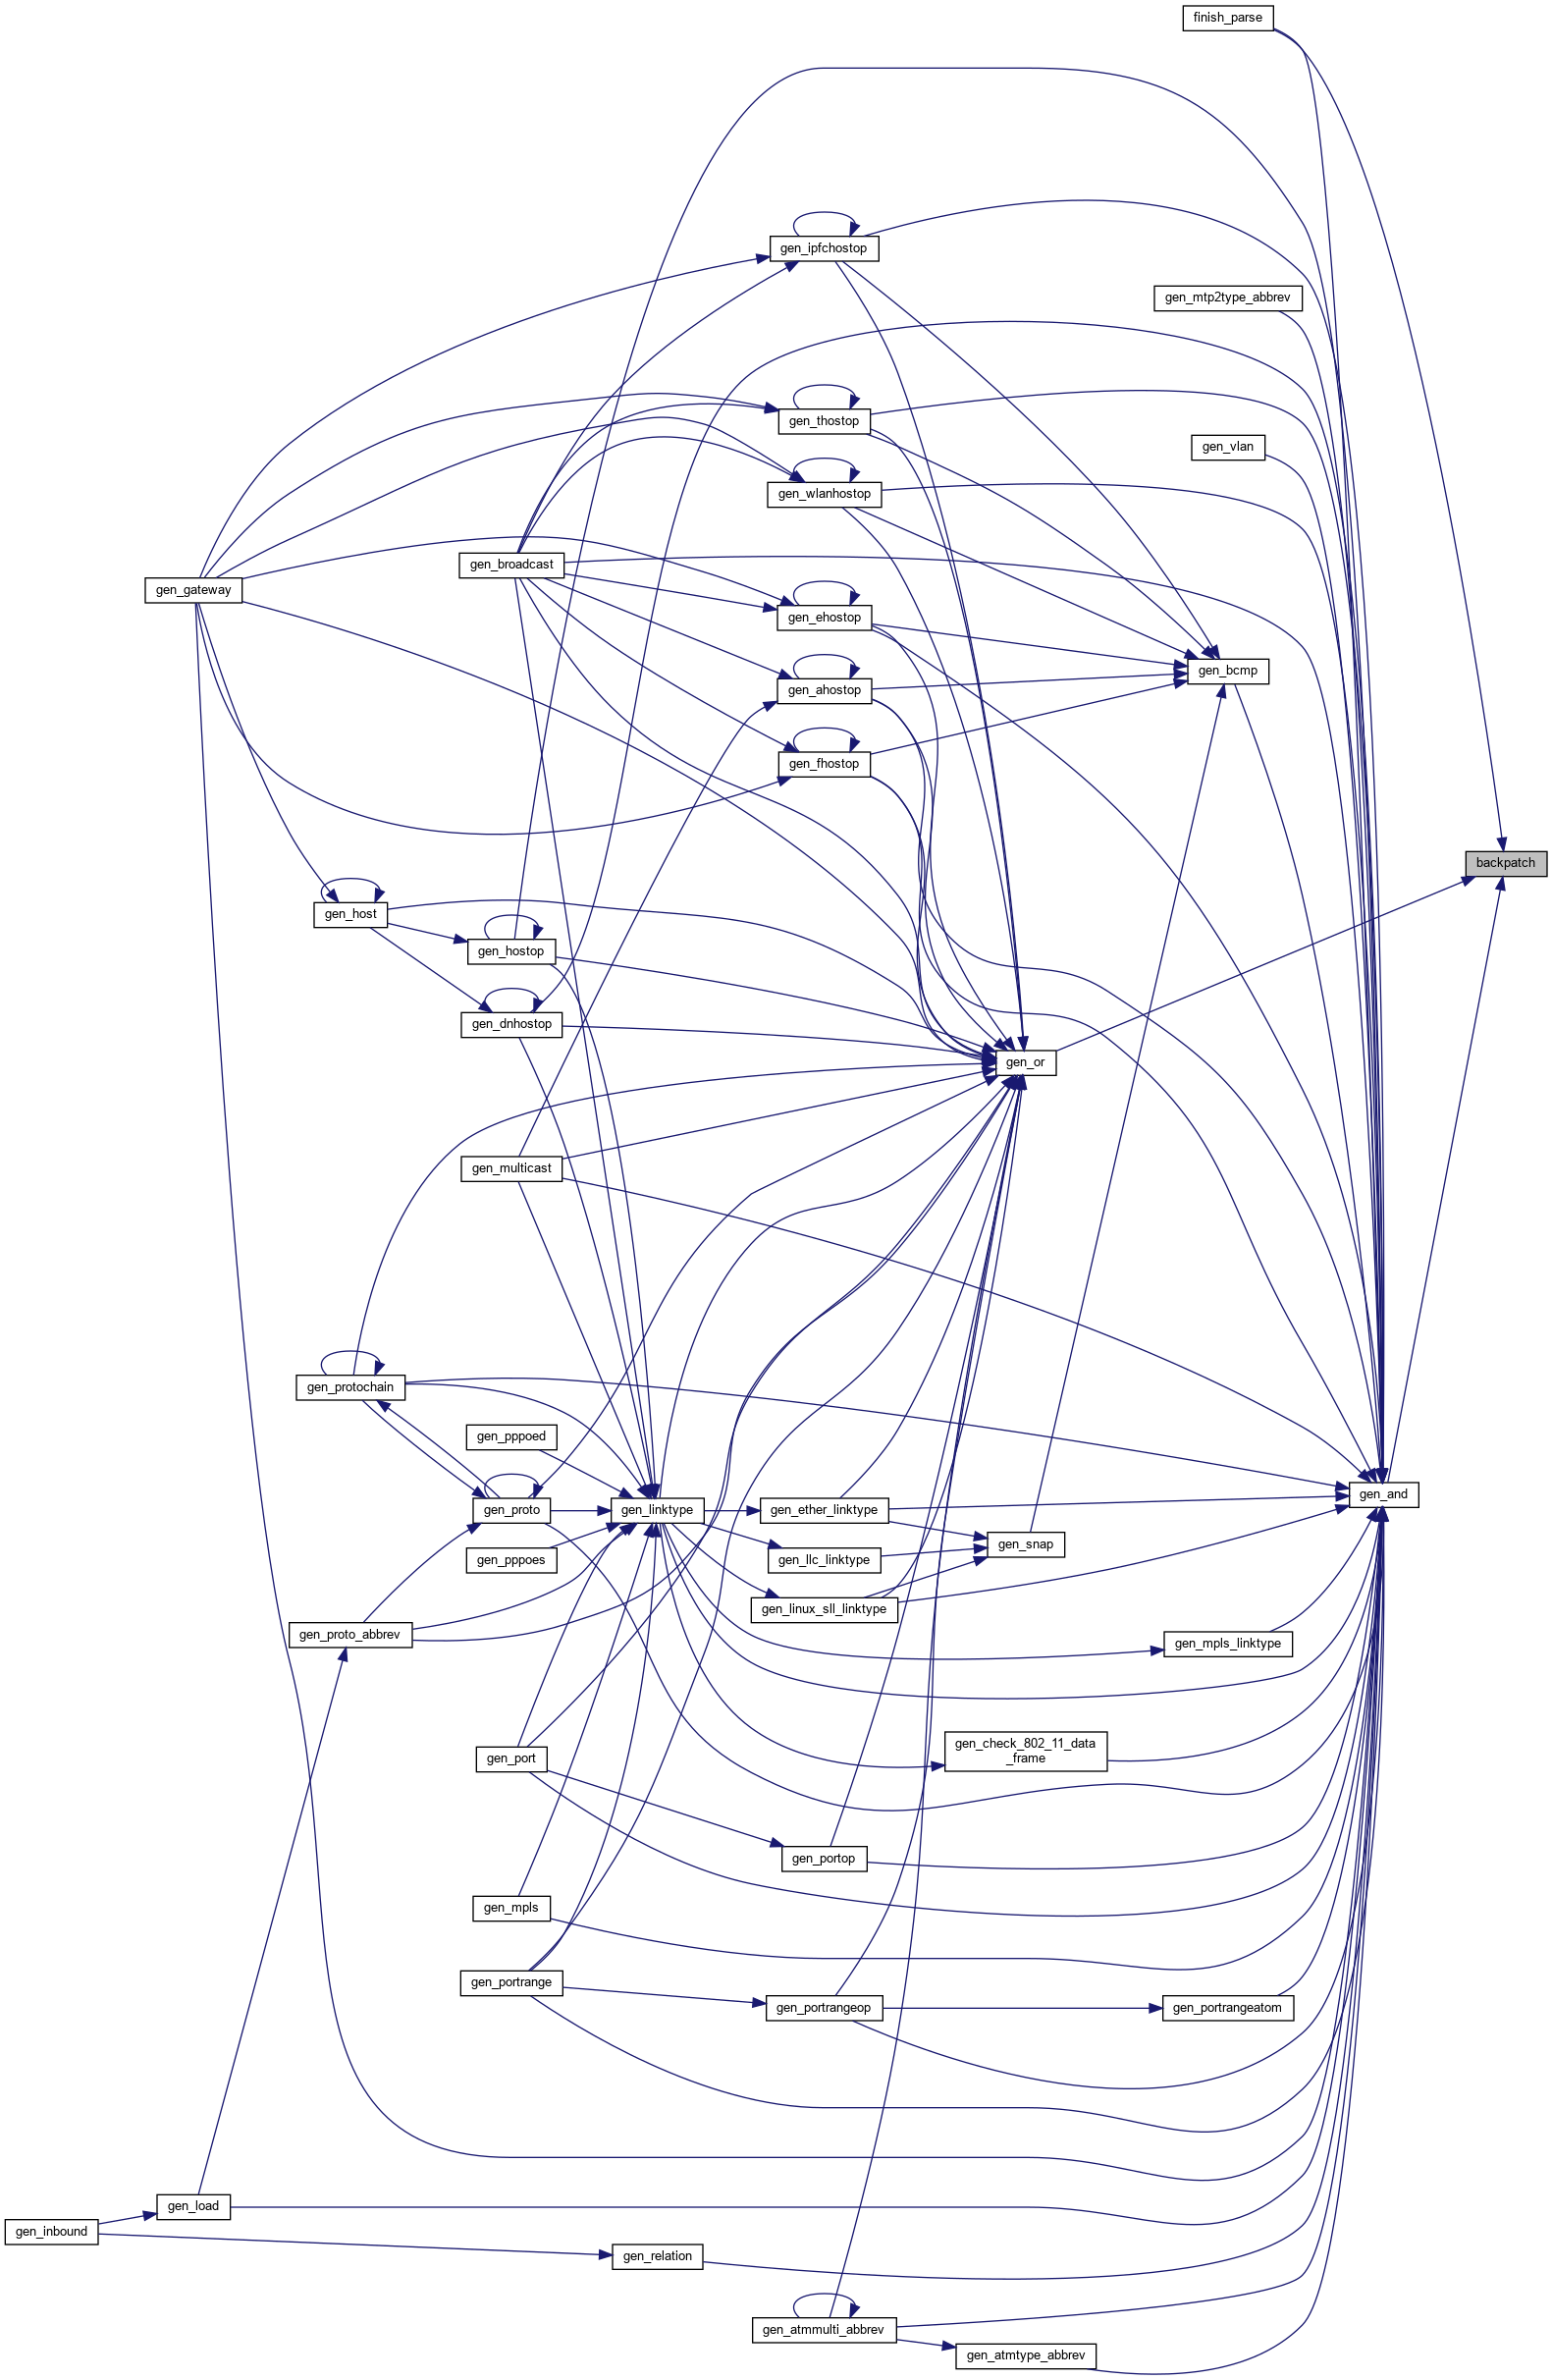 finish_parse
gen_ipfchostop
gen_mtp2type_abbrev
gen_thostop
gen_vlan
gen_wlanhostop
gen_broadcast
gen_gateway
gen_ehostop
gen_bcmp
gen_ahostop
gen_fhostop
backpatch
gen_host
gen_hostop
gen_dnhostop
gen_or
gen_multicast
gen_protochain
gen_pppoed
gen_and
gen_proto
gen_linktype
gen_ether_linktype
gen_snap
gen_pppoes
gen_llc_linktype
gen_linux_sll_linktype
gen_proto_abbrev
gen_mpls_linktype
gen_check_802_11_data
_frame
gen_port
gen_portop
gen_mpls
gen_portrange
gen_portrangeop
gen_portrangeatom
gen_load
gen_inbound
gen_relation
gen_atmmulti_abbrev
gen_atmtype_abbrev